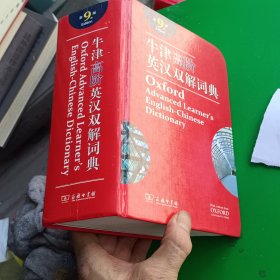 第9版
牛津高阶英汉双解词典
Oxford Advanced Learner's
English-Chinese Dictionary
商务印书馆
第9版
牛津高阶
英汉双解词典
Oxford
Advanced Learner's
English-Chinese
Dictionary
商务印书馆
OXFORD